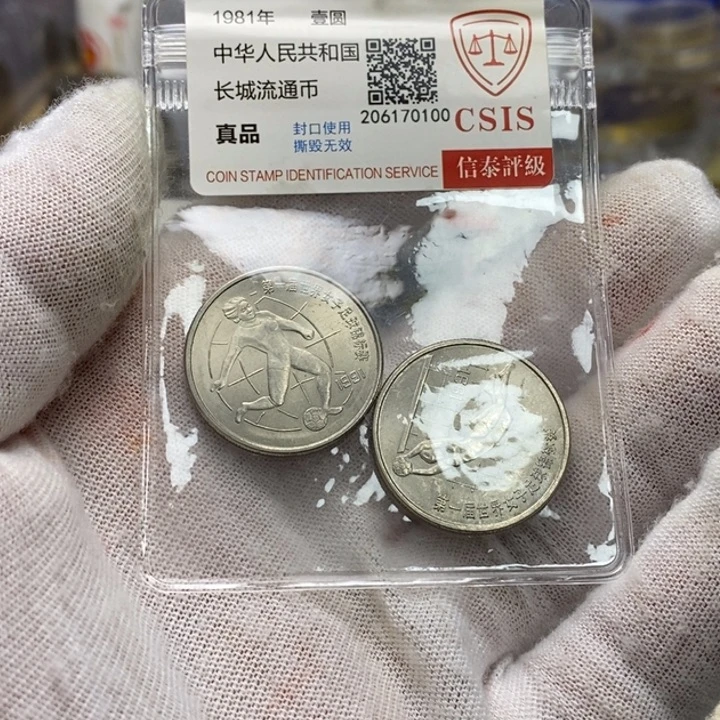 1981年 壹圆
中华人民共和国
长城流通币
206170100
真品
封口使用
撕毁无效
CSIS
COIN STAMP IDENTIFICATION SERVICE
信泰評級